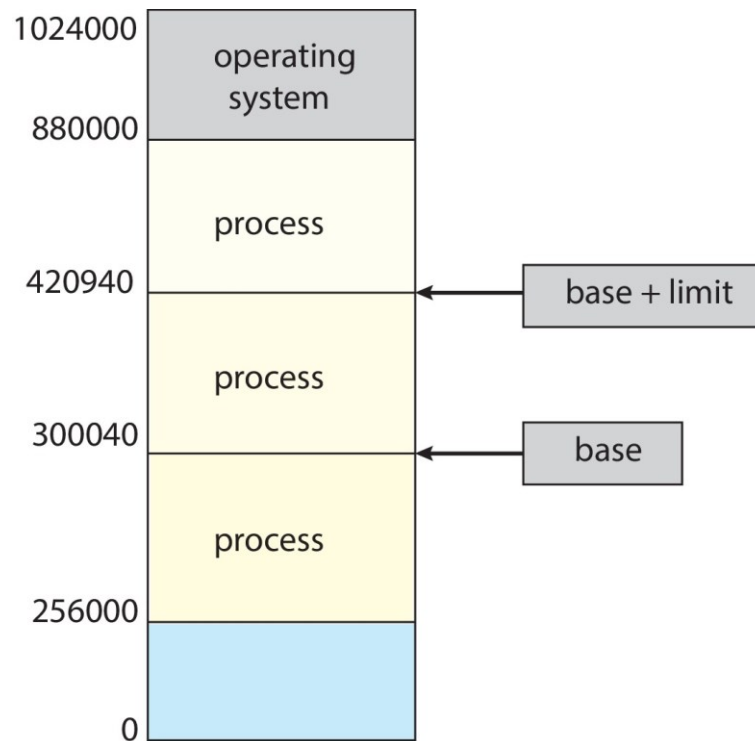 1024000
operating
system
880000
process
420940
base + limit
process
300040
base
process
256000
0